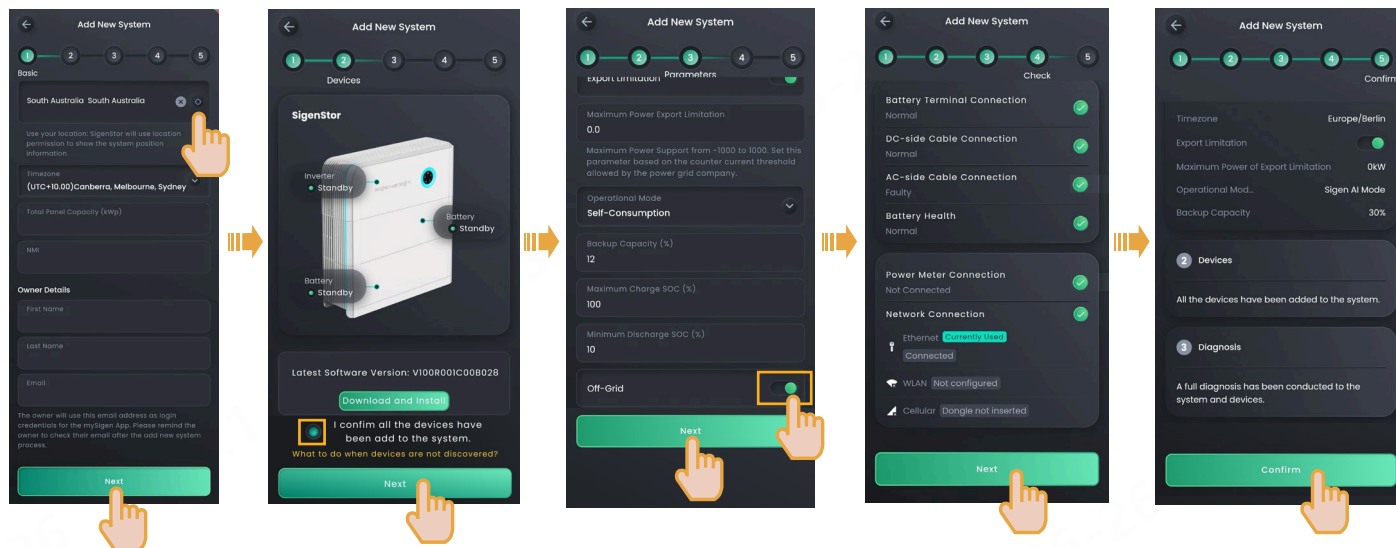 Add New System
1
2
3
4
5
Basic
South Australia South Australia
Use your location: SigenStor will use location
permission to show the system position
information.
Timezone
(UTC+10.00)Canberra, Melbourne, Sydney
Total Panel Capacity (kWp)
NMI
Owner Details
First Name
Last Name
Email
The owner will use this email address as login
credentials for the mySigen App. Please remind the
owner to check their email after the add new system
process.
Next
Add New System
1
2
3
4
5
Devices
SigenStor
Inverter
Standby
Battery
Standby
Battery
Standby
Latest Software Version: V100R001C00B028
Download and Install
I confim all the devices have
been add to the system.
What to do when devices are not discovered?
Next
Add New System
1
2
3
4
5
Parameters
Export Limitation
Maximum Power Export Limitation
0.0
Maximum Power Support from -1000 to 1000. Set this
parameter based on the counter current threshold
allowed by the power grid company.
Operational Mode
Self-Consumption
Backup Capacity (%)
12
Maximum Charge SOC (%)
100
Minimum Discharge SOC (%)
10
Off-Grid
Next
Add New System
1
2
3
4
5
Check
Battery Terminal Connection
Normal
DC-side Cable Connection
Normal
AC-side Cable Connection
Faulty
Battery Health
Normal
Power Meter Connection
Not Connected
Network Connection
Ethernet Currently Used
Connected
WLAN Not configured
Cellular Dongle not inserted
Next
Add New System
1
2
3
4
5
Confirm
Timezone Europe/Berlin
Export Limitation
Maximum Power of Export Limitation 0kW
Operational Mod... Sigen AI Mode
Backup Capacity 30%
2 Devices
All the devices have been added to the system.
3 Diagnosis
A full diagnosis has been conducted to the
system and devices.
Confirm